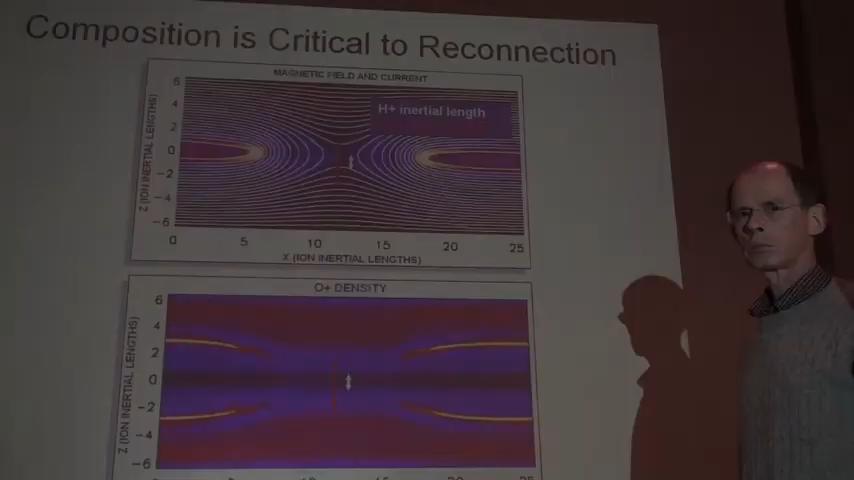 Composition is Critical to Reconnection
MAGNETIC FIELD AND CURRENT
H+ inertial length
Z (ION INERTIAL LENGTHS)
6
4
2
0
−2
−4
−6
0 5 10 15 20 25
X (ION INERTIAL LENGTHS)
O+ DENSITY
Z (ION INERTIAL LENGTHS)
6
4
2
0
−2
−4
−6